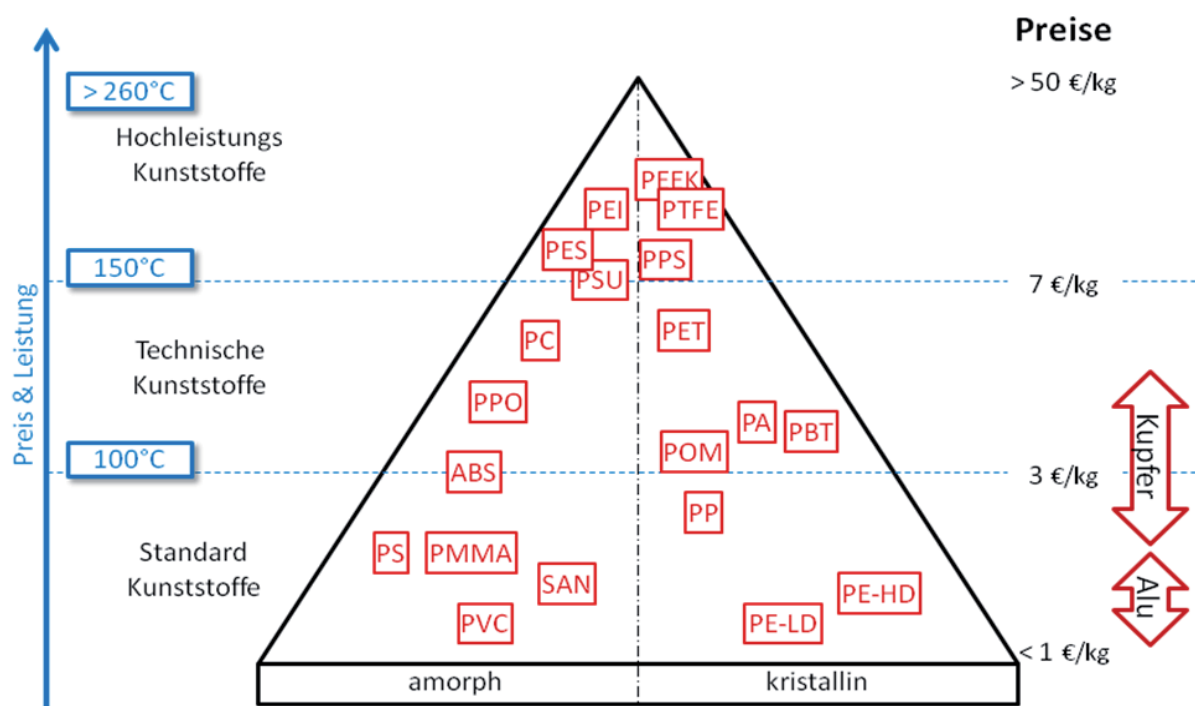 Preise
> 260°C
> 50 €/kg
Hochleistungs
Kunststoffe
PEEK
PEI
PTFE
PES
PPS
150°C
PSU
7 €/kg
Preis & Leistung
PET
PC
Technische
Kunststoffe
PPO
PA
PBT
Kupfer
POM
100°C
ABS
3 €/kg
PP
PS
PMMA
Standard
Kunststoffe
SAN
PE-HD
Alu
PVC
PE-LD
< 1 €/kg
amorph
kristallin